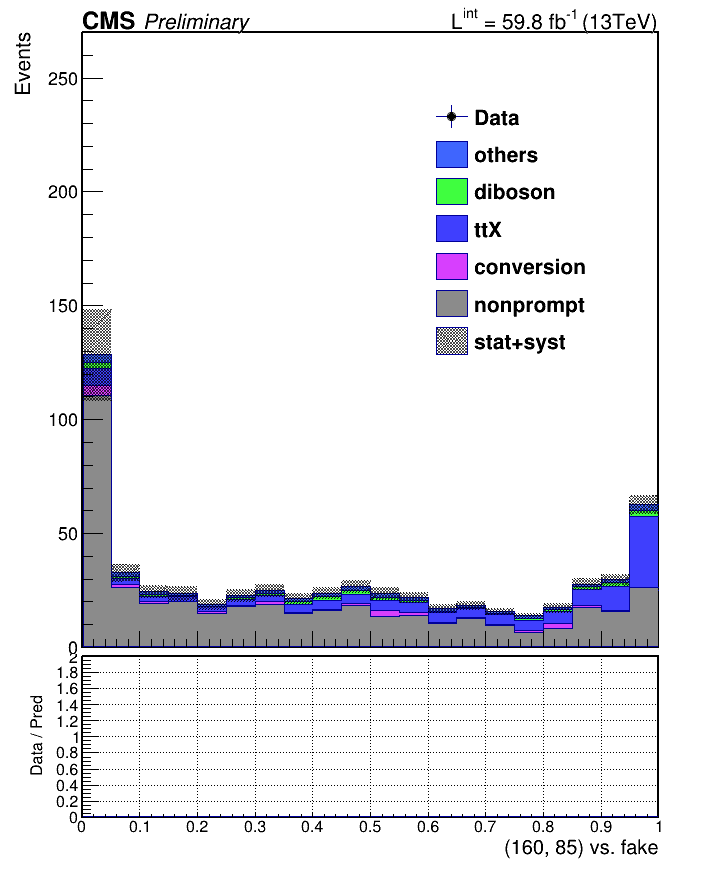 CMS Preliminary
L^int = 59.8 fb^-1 (13TeV)
Events
250
200
150
100
50
0
Data
others
diboson
ttX
conversion
nonprompt
stat+syst
Data / Pred
2
1.8
1.6
1.4
1.2
1
0.8
0.6
0.4
0.2
0
0 0.1 0.2 0.3 0.4 0.5 0.6 0.7 0.8 0.9 1
(160, 85) vs. fake